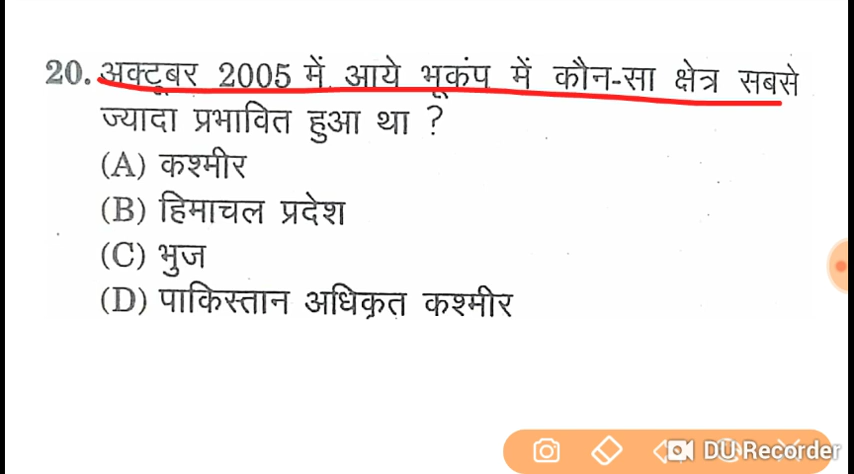 20. अक्टूबर 2005 में आये भूकंप में कौन-सा क्षेत्र सबसे
ज्यादा प्रभावित हुआ था ?
(A) कश्मीर
(B) हिमाचल प्रदेश
(C) भुज
(D) पाकिस्तान अधिकृत कश्मीर
DU Recorder